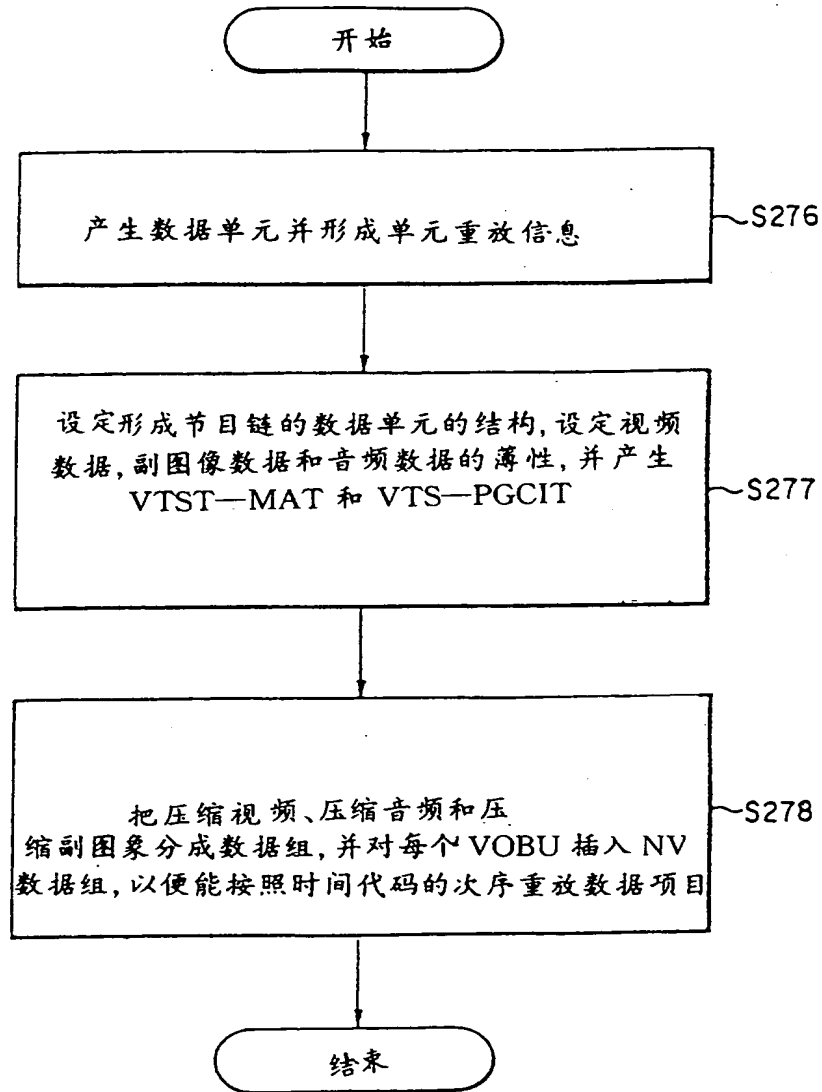 开始
产生数据单元并形成单元重放信息
S276
设定形成节目链的数据单元的结构,设定视频
数据,副图像数据和音频数据的薄性,并产生
VTST—MAT 和 VTS—PGCIT
S277
把压缩视频、压缩音频和压
缩副图象分成数据组,并对每个 VOBU 插入 NV
数据组,以便能按照时间代码的次序重放数据项目
S278
结束